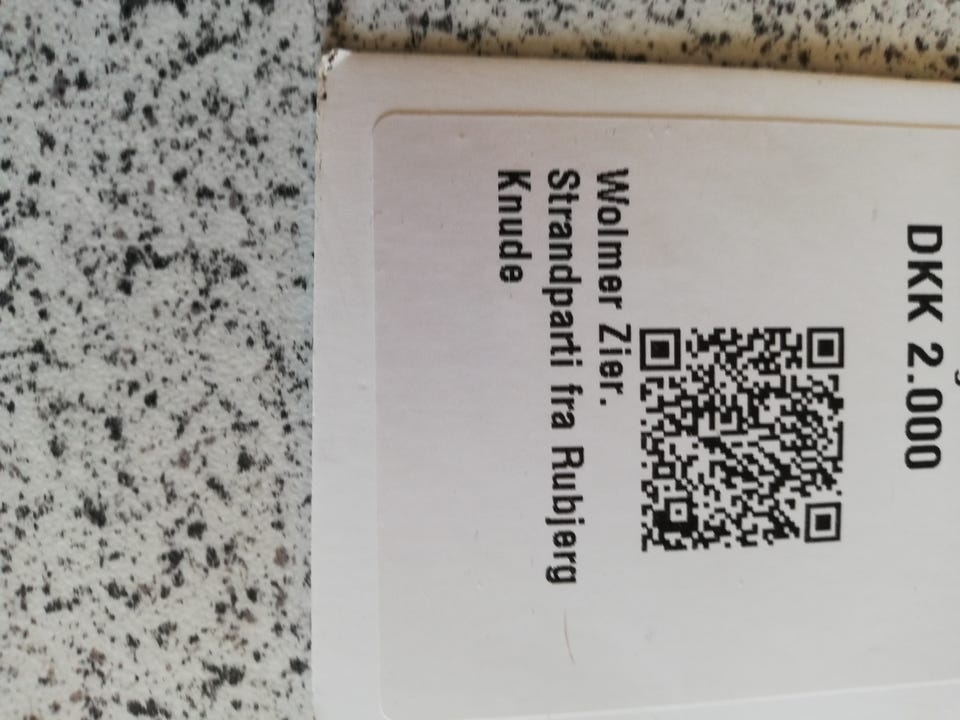 DKK 2.000
Wolmer Zier.
Strandparti fra Rubjerg
Knude